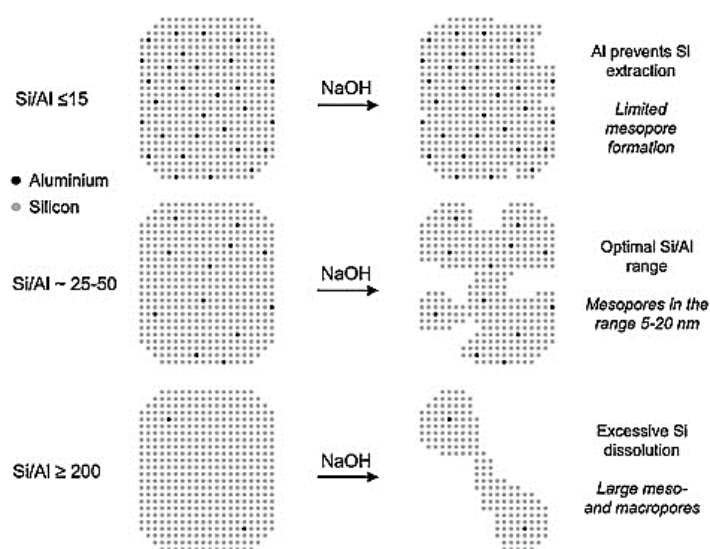 Si/Al ≤15
NaOH
Al prevents Si
extraction
Limited
mesopore
formation
Aluminium
Silicon
Si/Al ~ 25-50
NaOH
Optimal Si/Al
range
Mesopores in the
range 5-20 nm
Si/Al ≥ 200
NaOH
Excessive Si
dissolution
Large meso-
and macropores